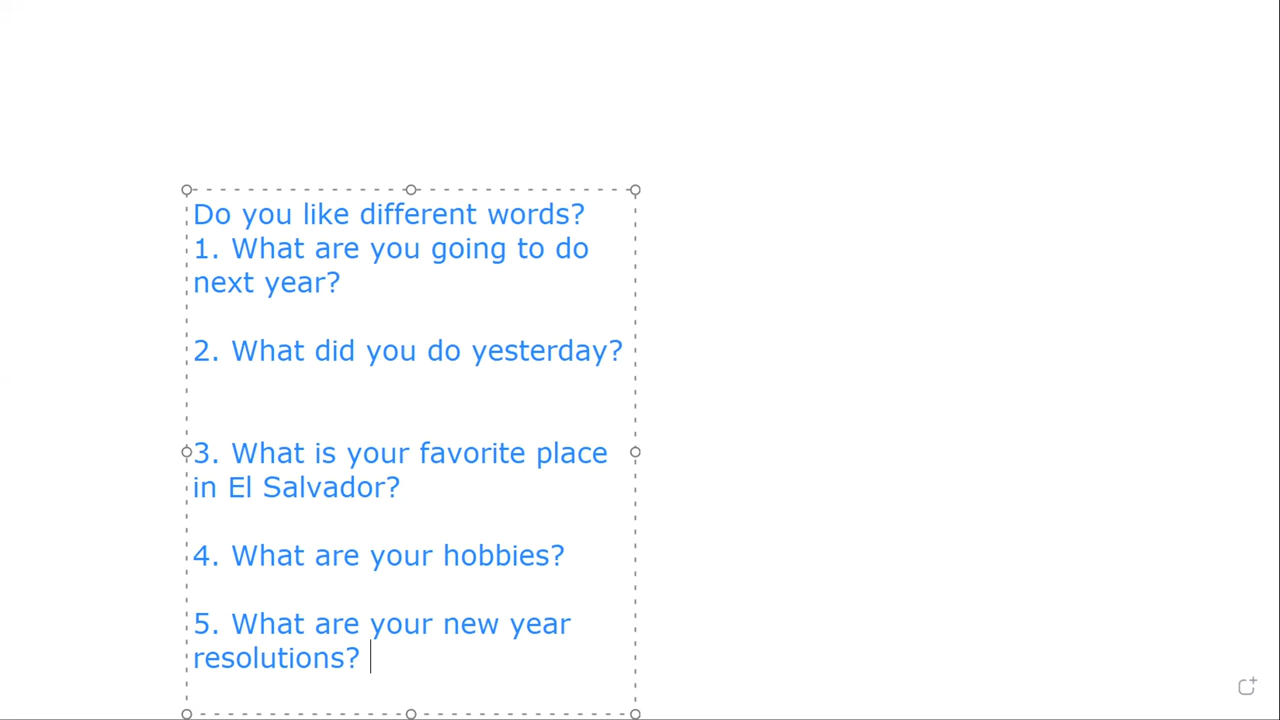 Do you like different words?
1. What are you going to do
next year?
2. What did you do yesterday?
3. What is your favorite place
in El Salvador?
4. What are your hobbies?
5. What are your new year
resolutions?